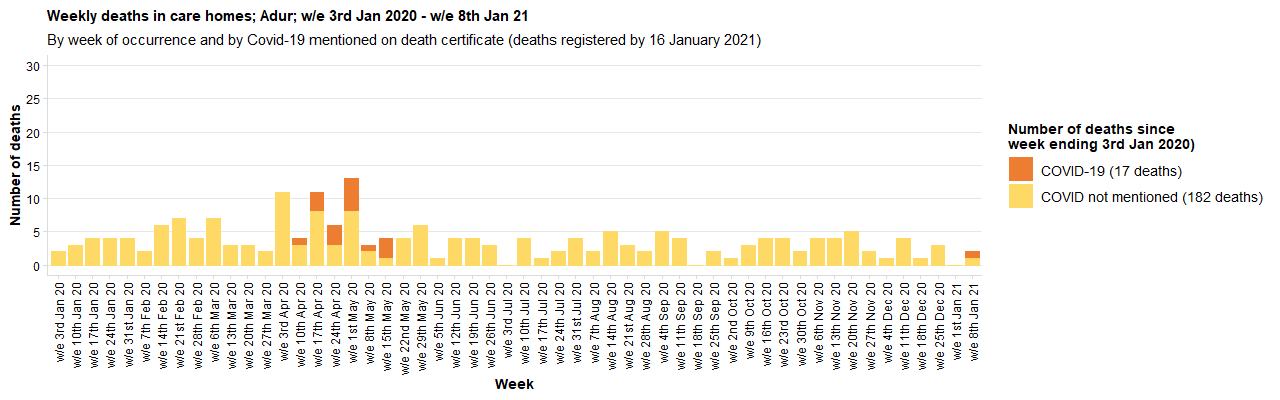 Weekly deaths in care homes; Adur; w/e 3rd Jan 2020 - w/e 8th Jan 21
By week of occurrence and by Covid-19 mentioned on death certificate (deaths registered by 16 January 2021)
Number of deaths
30
25
20
15
10
5
0
w/e 3rd Jan 20
w/e 10th Jan 20
w/e 17th Jan 20
w/e 24th Jan 20
w/e 31st Jan 20
w/e 7th Feb 20
w/e 14th Feb 20
w/e 21st Feb 20
w/e 28th Feb 20
w/e 6th Mar 20
w/e 13th Mar 20
w/e 20th Mar 20
w/e 27th Mar 20
w/e 3rd Apr 20
w/e 10th Apr 20
w/e 17th Apr 20
w/e 24th Apr 20
w/e 1st May 20
w/e 8th May 20
w/e 15th May 20
w/e 22nd May 20
w/e 29th May 20
w/e 5th Jun 20
w/e 12th Jun 20
w/e 19th Jun 20
w/e 26th Jun 20
w/e 3rd Jul 20
w/e 10th Jul 20
w/e 17th Jul 20
w/e 24th Jul 20
w/e 31st Jul 20
w/e 7th Aug 20
w/e 14th Aug 20
w/e 21st Aug 20
w/e 28th Aug 20
w/e 4th Sep 20
w/e 11th Sep 20
w/e 18th Sep 20
w/e 25th Sep 20
w/e 2nd Oct 20
w/e 9th Oct 20
w/e 16th Oct 20
w/e 23rd Oct 20
w/e 30th Oct 20
w/e 6th Nov 20
w/e 13th Nov 20
w/e 20th Nov 20
w/e 27th Nov 20
w/e 4th Dec 20
w/e 11th Dec 20
w/e 18th Dec 20
w/e 25th Dec 20
w/e 1st Jan 21
w/e 8th Jan 21
Week
Number of deaths since
week ending 3rd Jan 2020)
COVID-19 (17 deaths)
COVID not mentioned (182 deaths)